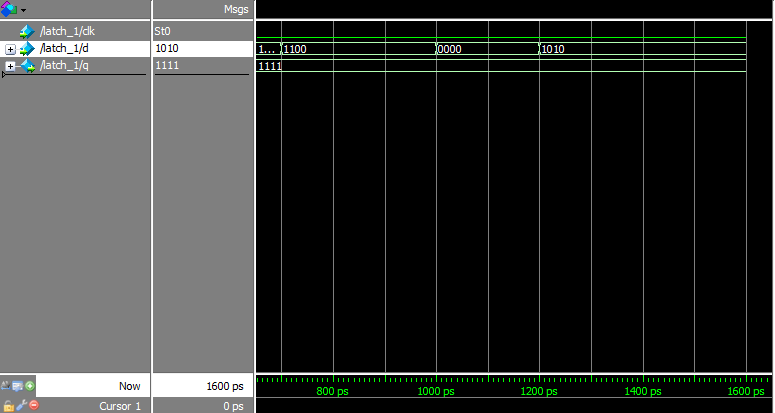 Msgs
/latch_1/clk St0
/latch_1/d 1010 1... 1100 0000 1010
/latch_1/q 1111 1111
Now 1600 ps 800 ps 1000 ps 1200 ps 1400 ps 1600 ps
Cursor 1 0 ps